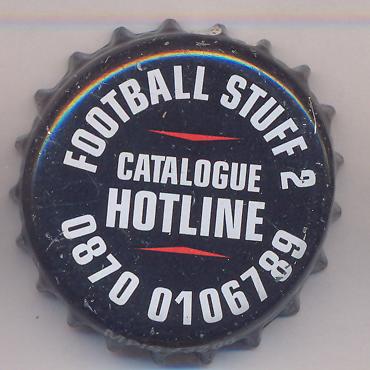 FOOTBALL STUFF 2
CATALOGUE
HOTLINE
0870 0106789